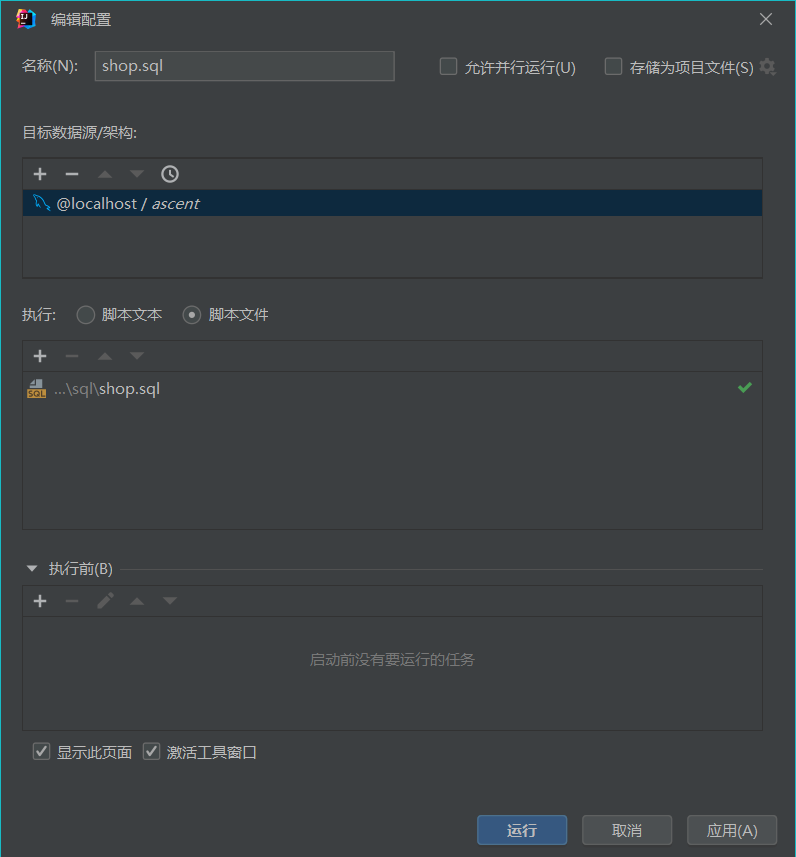 编辑配置
名称(N): shop.sql 允许并行运行(U) 存储为项目文件(S)
目标数据源/架构:
@localhost / ascent
执行: 脚本文本 脚本文件
...\sql\shop.sql
执行前(B)
启动前没有要运行的任务
显示此页面 激活工具窗口
运行 取消 应用(A)